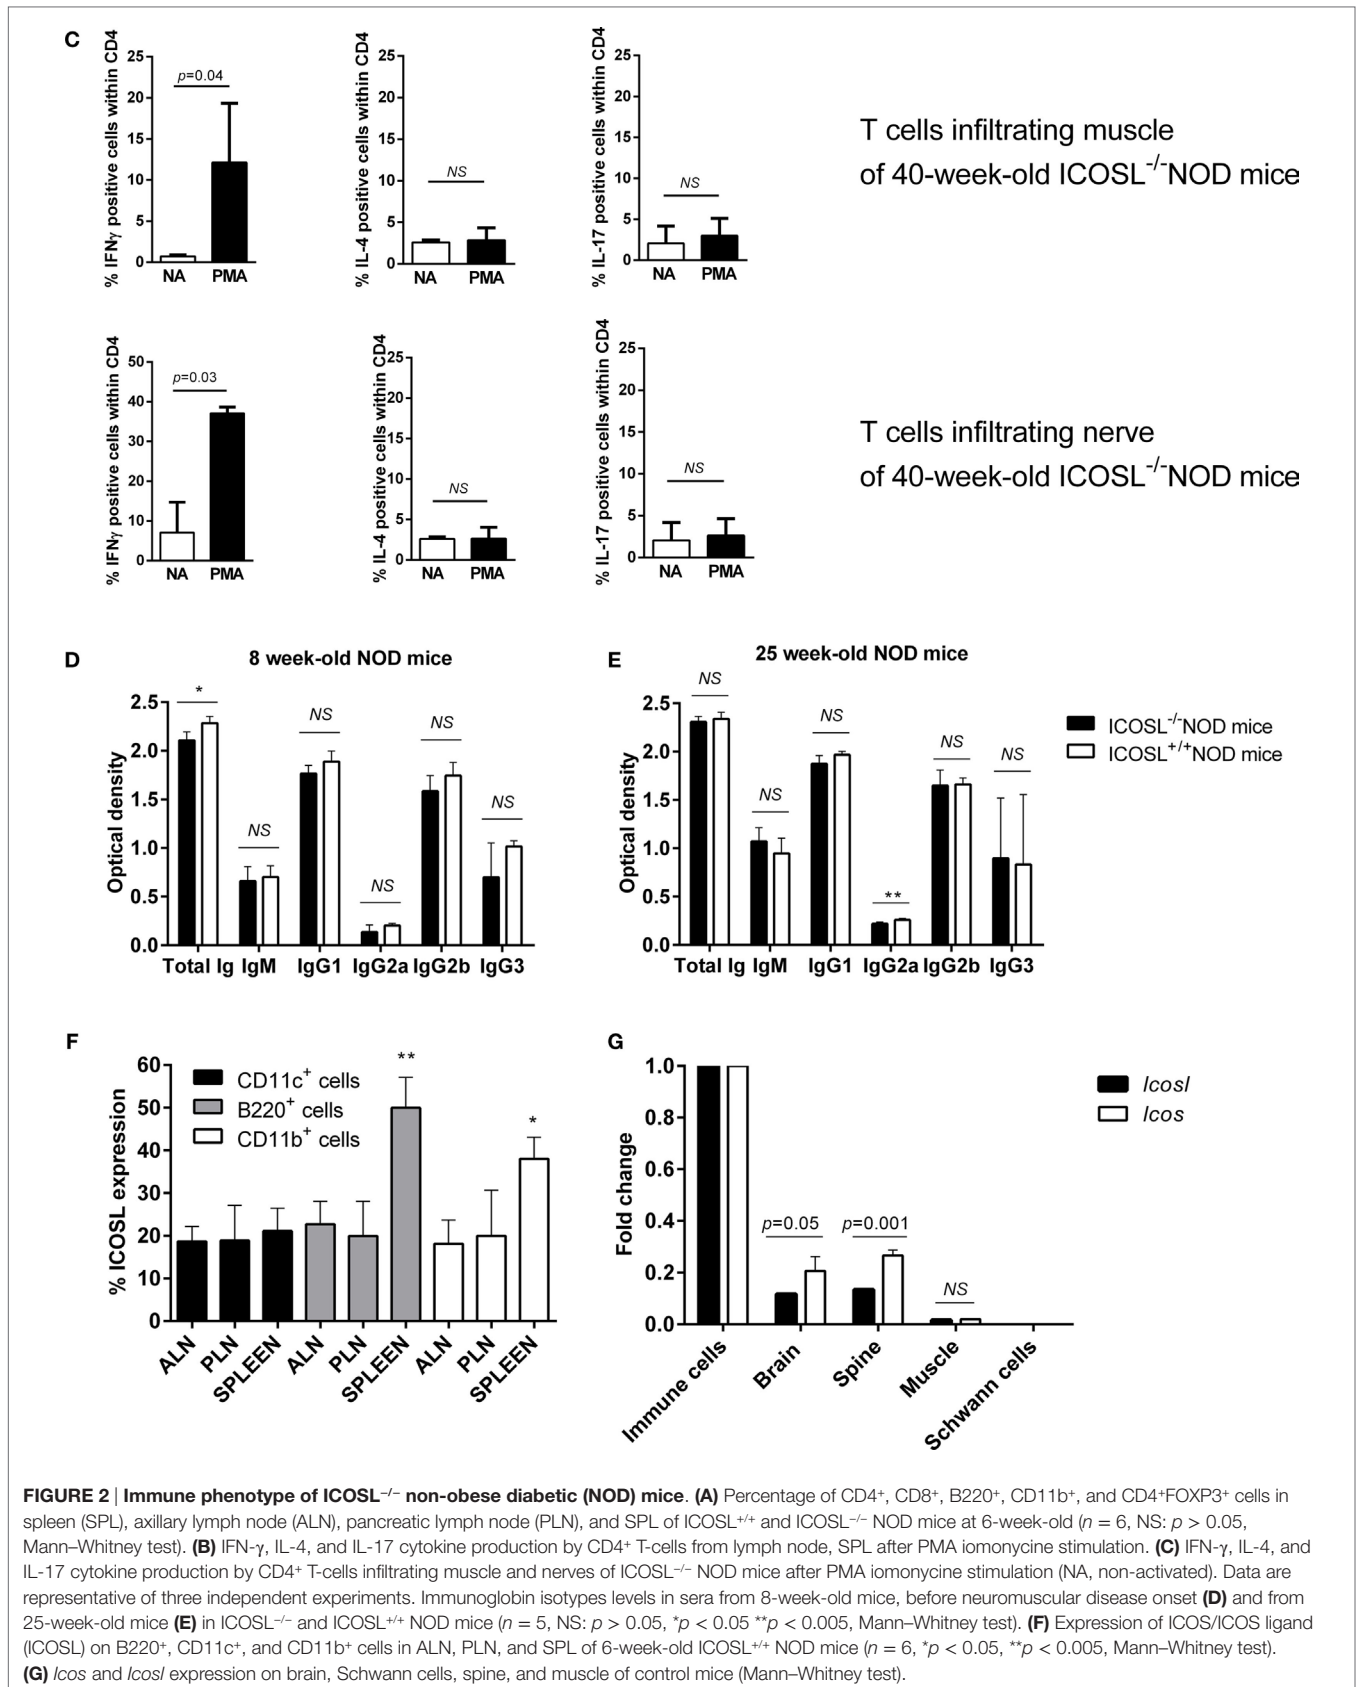 C
% IFNγ positive cells within CD4
25
20
15
10
5
0
p=0.04
NA PMA
% IL-4 positive cells within CD4
25
20
15
10
5
0
NS
NA PMA
% IL-17 positive cells within CD4
25
20
15
10
5
0
NS
NA PMA
T cells infiltrating muscle
of 40-week-old ICOSL-/-NOD mice
% IFNγ positive cells within CD4
50
40
30
20
10
0
p=0.03
NA PMA
% IL-4 positive cells within CD4
25
20
15
10
5
0
NS
NA PMA
% IL-17 positive cells within CD4
25
20
15
10
5
0
NS
NA PMA
T cells infiltrating nerve
of 40-week-old ICOSL-/-NOD mice
D
8 week-old NOD mice
Optical density
2.5
2.0
1.5
1.0
0.5
0.0
* NS NS NS NS NS
Total Ig IgM IgG1 IgG2a IgG2b IgG3
E
25 week-old NOD mice
Optical density
2.5
2.0
1.5
1.0
0.5
0.0
NS NS NS ** NS NS
Total Ig IgM IgG1 IgG2a IgG2b IgG3
ICOSL-/-NOD mice
ICOSL+/+NOD mice
F
% ICOSL expression
60
50
40
30
20
10
0
CD11c+ cells
B220+ cells
CD11b+ cells
** *
ALN PLN SPLEEN ALN PLN SPLEEN ALN PLN SPLEEN
G
Fold change
1.0
0.8
0.6
0.4
0.2
0.0
p=0.05 p=0.001 NS
Immune cells Brain Spine Muscle Schwann cells
Icosl
Icos
FIGURE 2 | Immune phenotype of ICOSL−/− non-obese diabetic (NOD) mice. (A) Percentage of CD4+, CD8+, B220+, CD11b+, and CD4+FOXP3+ cells in
spleen (SPL), axillary lymph node (ALN), pancreatic lymph node (PLN), and SPL of ICOSL+/+ and ICOSL−/− NOD mice at 6-week-old (n = 6, NS: p > 0.05,
Mann–Whitney test). (B) IFN-γ, IL-4, and IL-17 cytokine production by CD4+ T-cells from lymph node, SPL after PMA iomonycine stimulation. (C) IFN-γ, IL-4, and
IL-17 cytokine production by CD4+ T-cells infiltrating muscle and nerves of ICOSL−/− NOD mice after PMA iomonycine stimulation (NA, non-activated). Data are
representative of three independent experiments. Immunoglobin isotypes levels in sera from 8-week-old mice, before neuromuscular disease onset (D) and from
25-week-old mice (E) in ICOSL−/− and ICOSL+/+ NOD mice (n = 5, NS: p > 0.05, *p < 0.05 **p < 0.005, Mann–Whitney test). (F) Expression of ICOS/ICOS ligand
(ICOSL) on B220+, CD11c+, and CD11b+ cells in ALN, PLN, and SPL of 6-week-old ICOSL+/+ NOD mice (n = 6, *p < 0.05, **p < 0.005, Mann–Whitney test).
(G) Icos and Icosl expression on brain, Schwann cells, spine, and muscle of control mice (Mann–Whitney test).